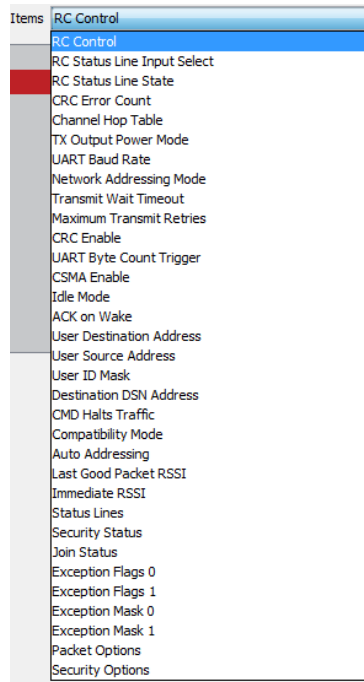 Items RC Control
RC Control
RC Status Line Input Select
RC Status Line State
CRC Error Count
Channel Hop Table
TX Output Power Mode
UART Baud Rate
Network Addressing Mode
Transmit Wait Timeout
Maximum Transmit Retries
CRC Enable
UART Byte Count Trigger
CSMA Enable
Idle Mode
ACK on Wake
User Destination Address
User Source Address
User ID Mask
Destination DSN Address
CMD Halts Traffic
Compatibility Mode
Auto Addressing
Last Good Packet RSSI
Immediate RSSI
Status Lines
Security Status
Join Status
Exception Flags 0
Exception Flags 1
Exception Mask 0
Exception Mask 1
Packet Options
Security Options